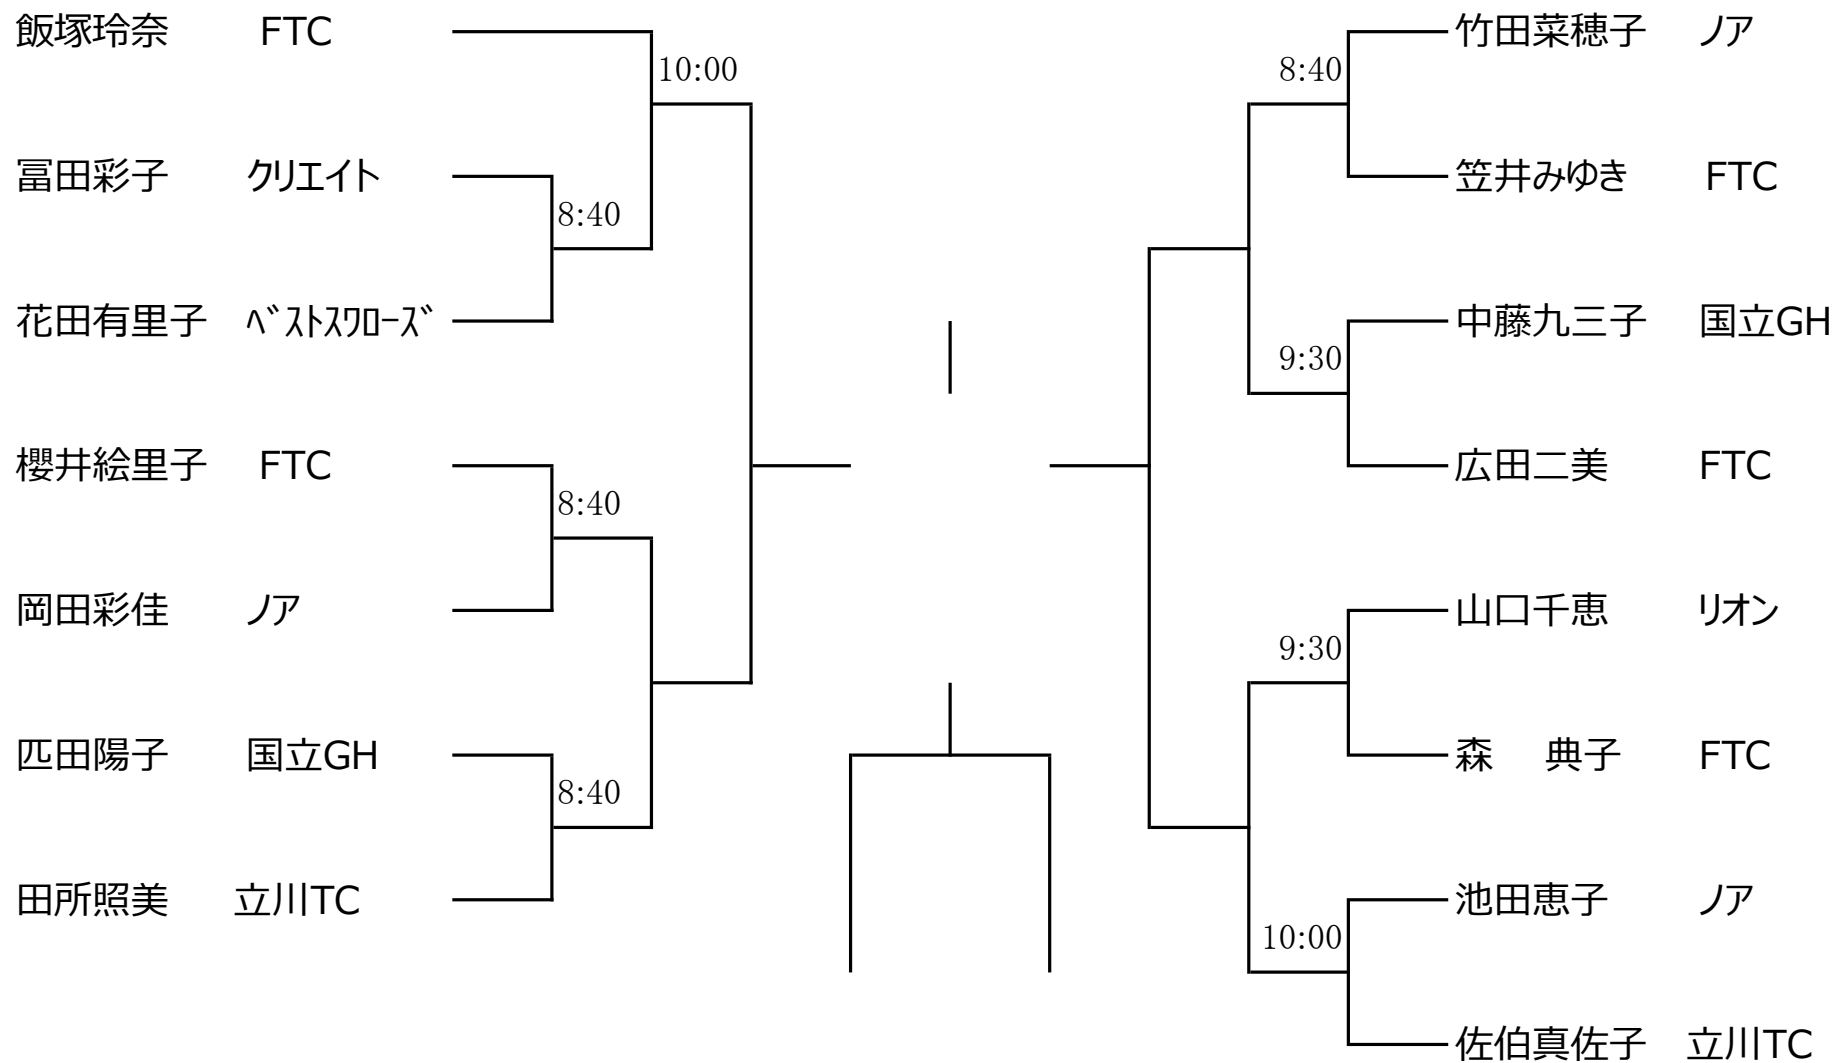 飯塚玲奈 FTC
10:00
冨田彩子 クリエイト
8:40
花田有里子 ﾍﾞｽﾄｽﾜﾛｰｽﾞ
櫻井絵里子 FTC
8:40
岡田彩佳 ノア
匹田陽子 国立GH
8:40
田所照美 立川TC
竹田菜穂子 ノア
8:40
笠井みゆき FTC
中藤九三子 国立GH
9:30
広田二美 FTC
山口千恵 リオン
9:30
森 典子 FTC
池田恵子 ノア
10:00
佐伯真佐子 立川TC